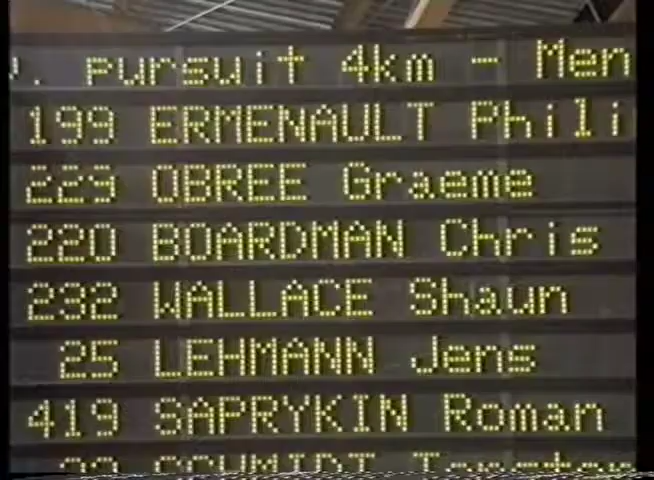 . pursuit 4km - Men
199 ERMENAULT Phili
229 OBREE Graeme
220 BOARDMAN Chris
232 WALLACE Shaun
25 LEHMANN Jens
419 SAPRYKIN Roman